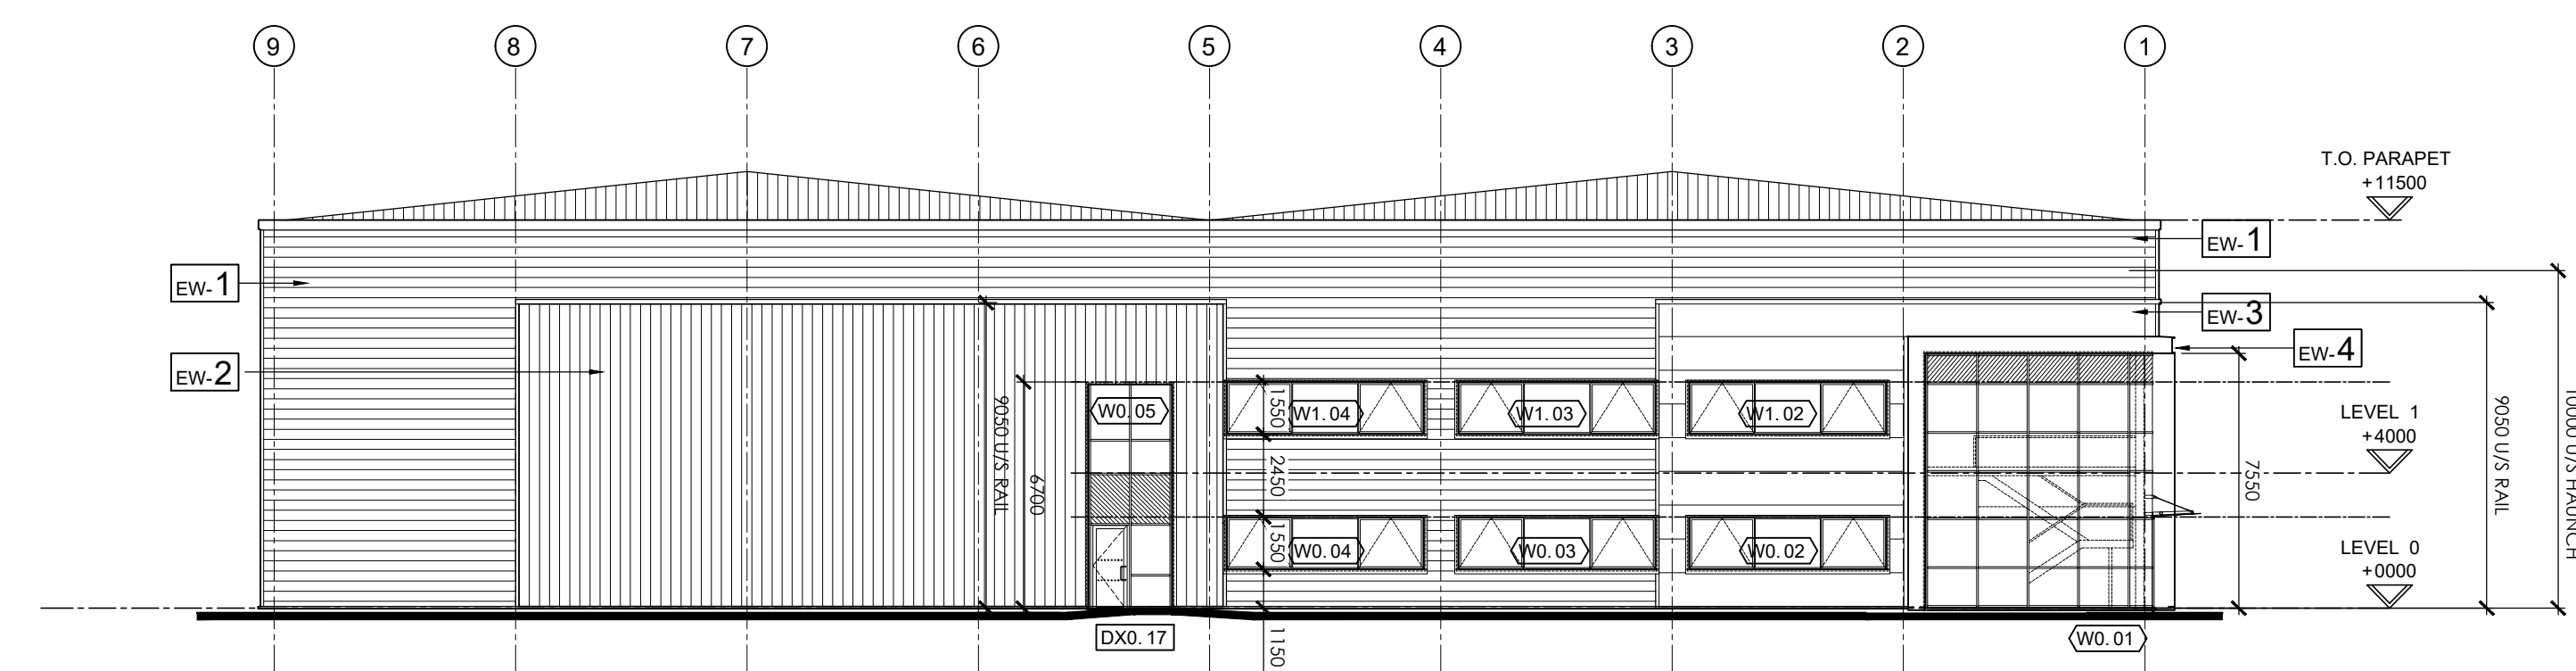 9
8
7
6
5
4
3
2
1
T.O. PARAPET
+11500
EW-1
EW-1
EW-3
EW-4
EW-2
W0.05
W1.04
W1.03
W1.02
LEVEL 1
+4000
W0.04
W0.03
W0.02
LEVEL 0
+0000
9050 U/S RAIL
6700
1550
2450
1550
1150
7550
9050 U/S RAIL
10000 U/S HAUNCH
DX0.17
W0.01